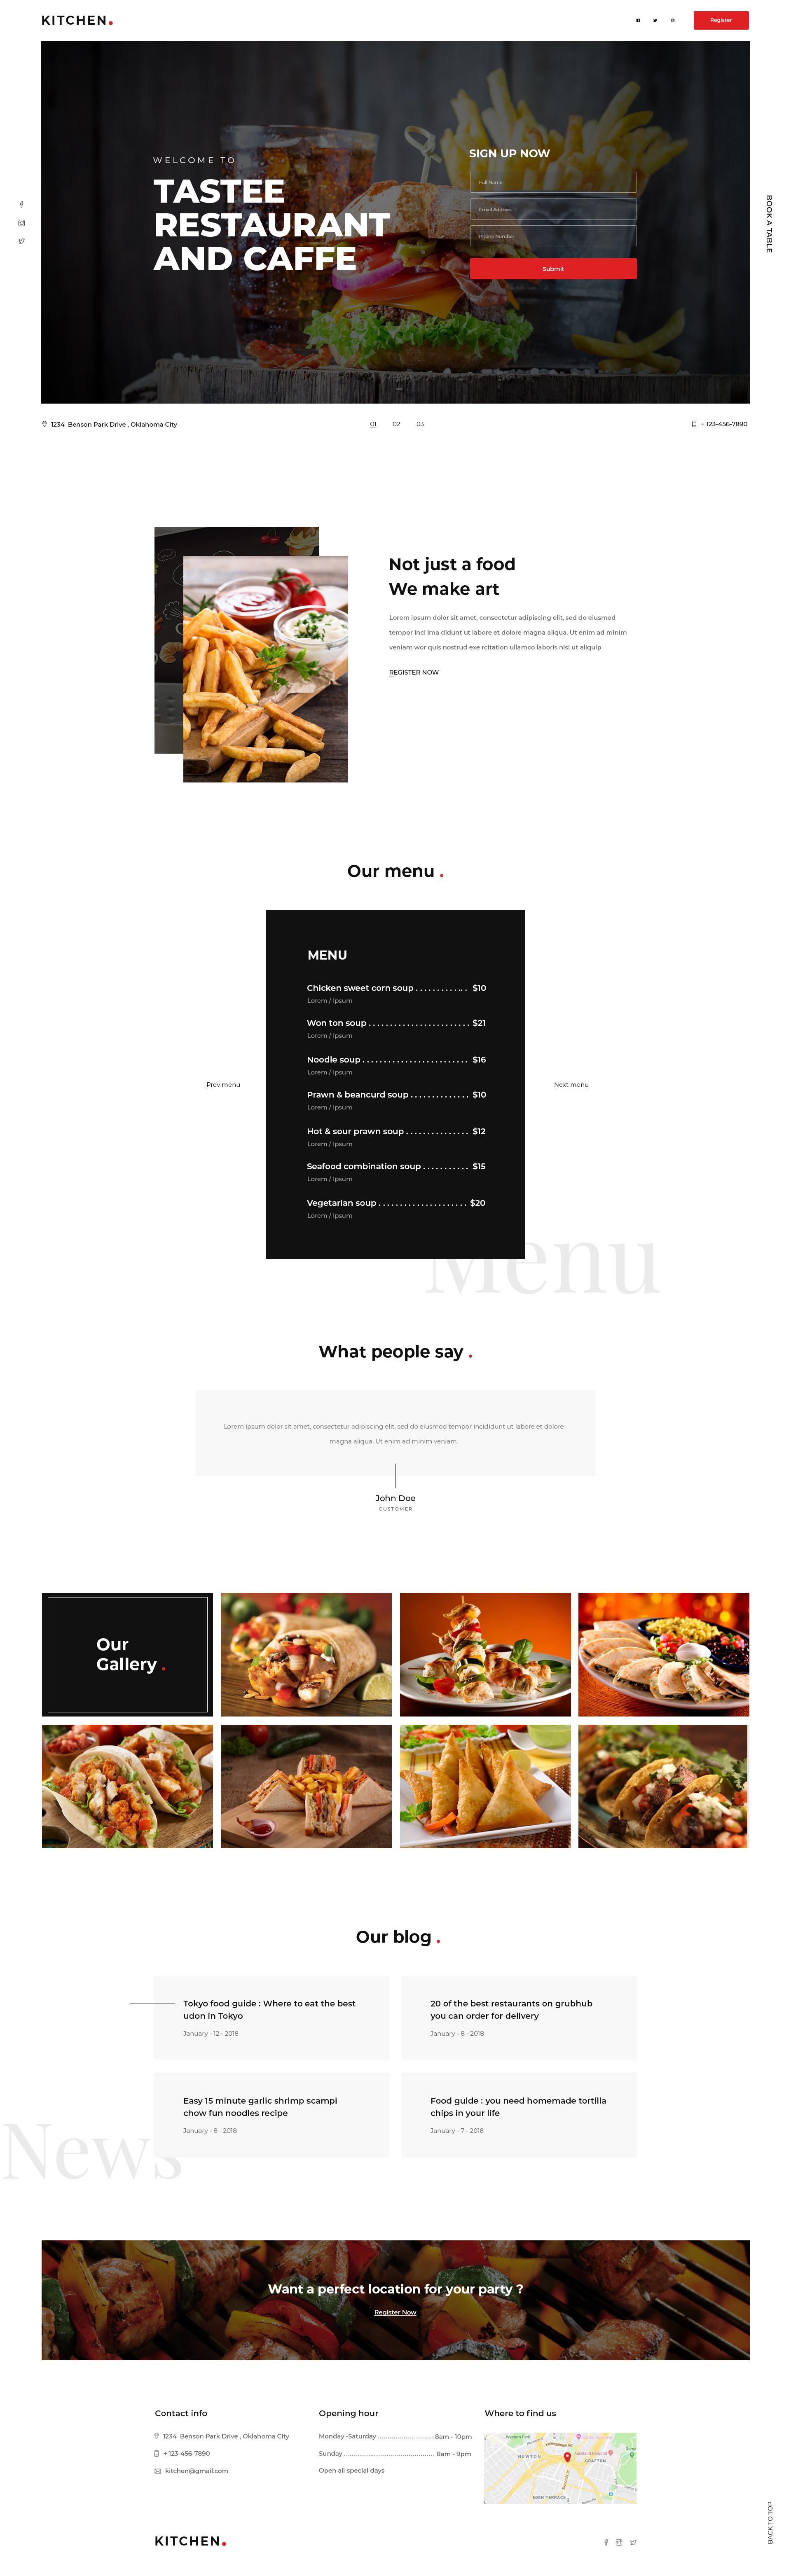 KITCHEN.
Register
WELCOME TO
TASTEE
RESTAURANT
AND CAFFE
SIGN UP NOW
Full Name
Email Address
Phone Number
Submit
BOOK A TABLE
1234 Benson Park Drive , Oklahoma City
01 02 03
+ 123-456-7890
Not just a food
We make art
Lorem ipsum dolor sit amet, consectetur adipiscing elit, sed do eiusmod
tempor inci lma didunt ut labore et dolore magna aliqua. Ut enim ad minim
veniam wor quis nostrud exe rcitation ullamco laboris nisi ut aliquip
REGISTER NOW
Our menu .
MENU
Chicken sweet corn soup . . . . . . . . . . .. . $10
Lorem / Ipsum
Won ton soup . . . . . . . . . . . . . . . . . . . . . . . . $21
Lorem / Ipsum
Noodle soup . . . . . . . . . . . . . . . . . . . . . . . . . $16
Lorem / Ipsum
Prev menu
Next menu
Prawn & beancurd soup . . . . . . . . . . . . . . $10
Lorem / Ipsum
Hot & sour prawn soup . . . . . . . . . . . . . . . $12
Lorem / Ipsum
Seafood combination soup . . . . . . . . . . . $15
Lorem / Ipsum
Vegetarian soup . . . . . . . . . . . . . . . . . . . . . $20
Lorem / Ipsum
Menu
What people say .
Lorem ipsum dolor sit amet, consectetur adipiscing elit, sed do eiusmod tempor incididunt ut labore et dolore
magna aliqua. Ut enim ad minim veniam.
John Doe
CUSTOMER
Our
Gallery .
Our blog .
Tokyo food guide : Where to eat the best
udon in Tokyo
January - 12 - 2018
20 of the best restaurants on grubhub
you can order for delivery
January - 8 - 2018
Easy 15 minute garlic shrimp scampi
chow fun noodles recipe
January - 8 - 2018
Food guide : you need homemade tortilla
chips in your life
January - 7 - 2018
News
Want a perfect location for your party ?
Register Now
Contact info
1234 Benson Park Drive , Oklahoma City
+ 123-456-7890
kitchen@gmail.com
Opening hour
Monday -Saturday ............................. 8am - 10pm
Sunday .............................................. 8am - 9pm
Open all special days
Where to find us
NEWTON
GRAFTON
EDEN TERRACE
KITCHEN.
BACK TO TOP